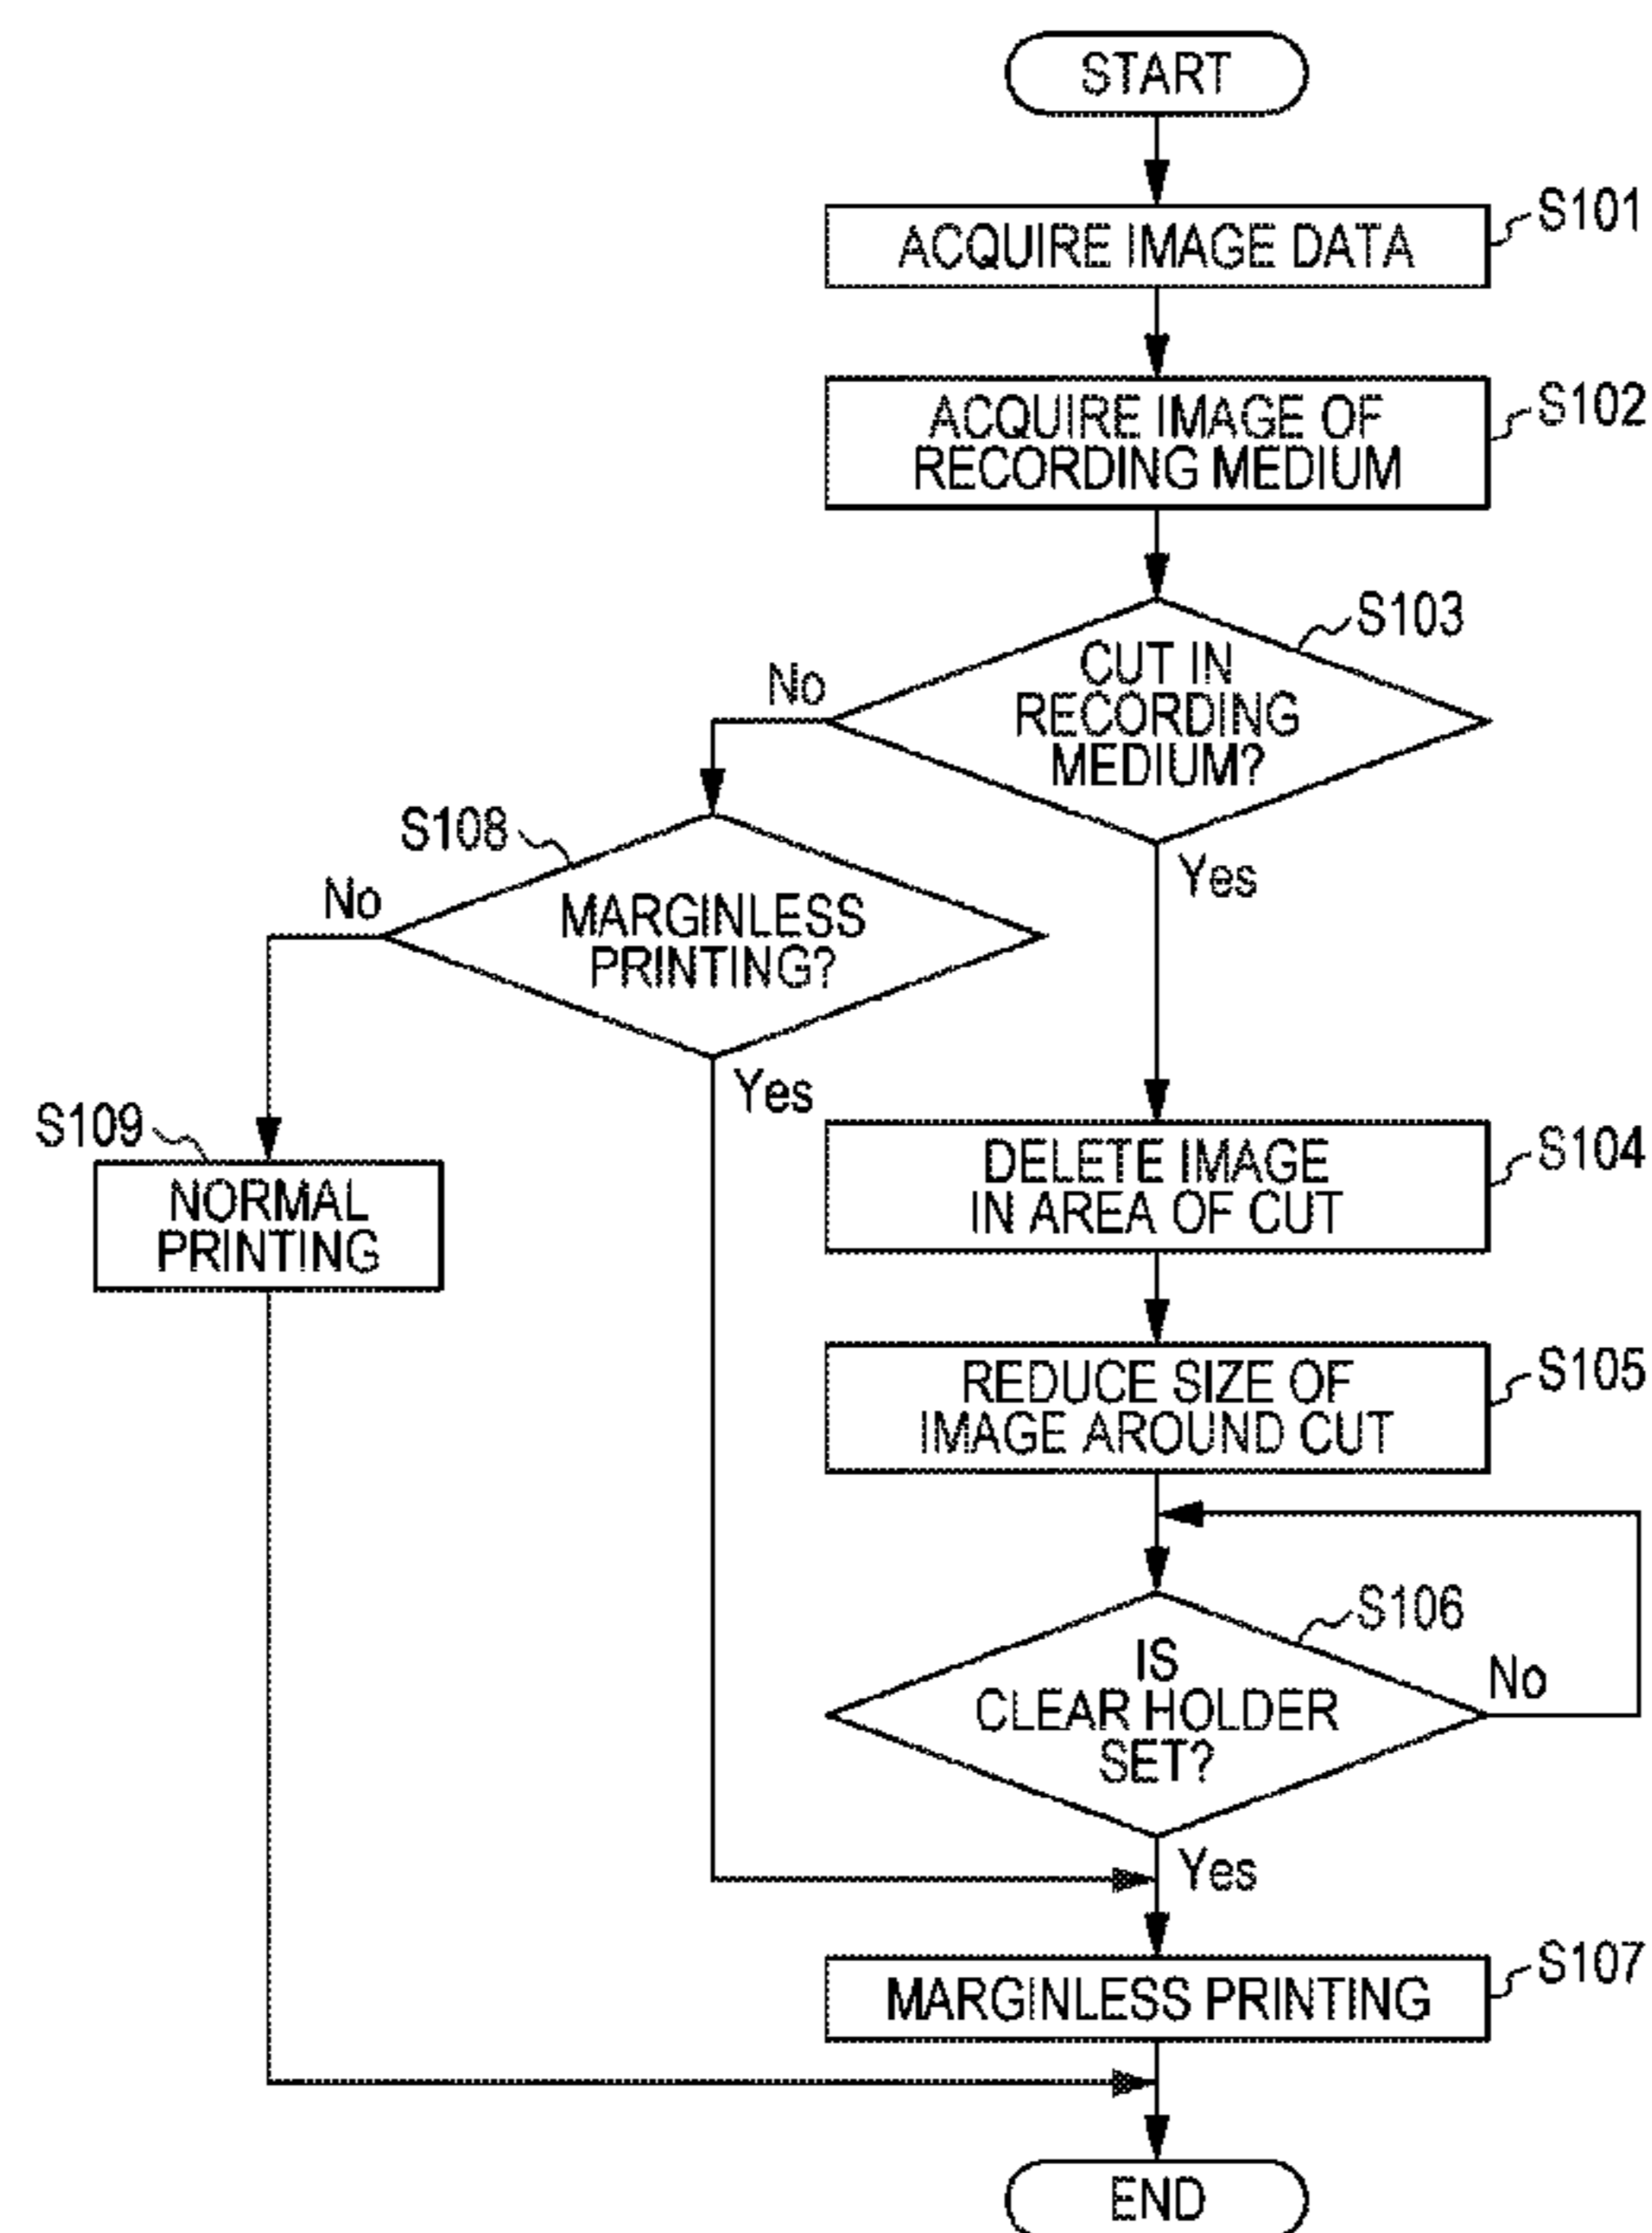 START
ACQUIRE IMAGE DATA
S101
ACQUIRE IMAGE OF
RECORDING MEDIUM
S102
CUT IN
RECORDING
MEDIUM?
S103
No
Yes
MARGINLESS
PRINTING?
S108
No
Yes
NORMAL
PRINTING
S109
DELETE IMAGE
IN AREA OF CUT
S104
REDUCE SIZE OF
IMAGE AROUND CUT
S105
IS
CLEAR HOLDER
SET?
S106
No
Yes
MARGINLESS PRINTING
S107
END